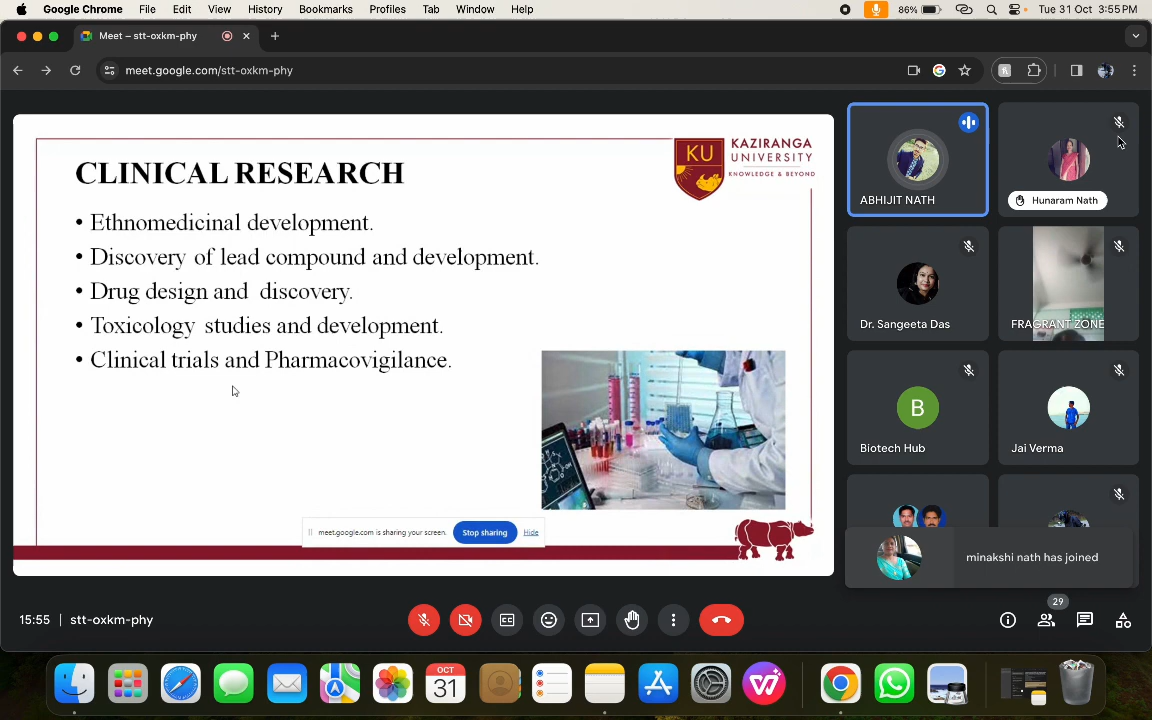 Google Chrome File Edit View History Bookmarks Profiles Tab Window Help 86% Tue 31 Oct 3:55 PM
Meet – stt-oxkm-phy
meet.google.com/stt-oxkm-phy
CLINICAL RESEARCH
• Ethnomedicinal development.
• Discovery of lead compound and development.
• Drug design and discovery.
• Toxicology studies and development.
• Clinical trials and Pharmacovigilance.
KU
KAZIRANGA
UNIVERSITY
KNOWLEDGE & BEYOND
meet.google.com is sharing your screen. Stop sharing Hide
ABHIJIT NATH
Hunaram Nath
Dr. Sangeeta Das
FRAGRANT ZONE
B
Biotech Hub
Jai Verma
minakshi nath has joined
15:55 | stt-oxkm-phy
29
OCT
31